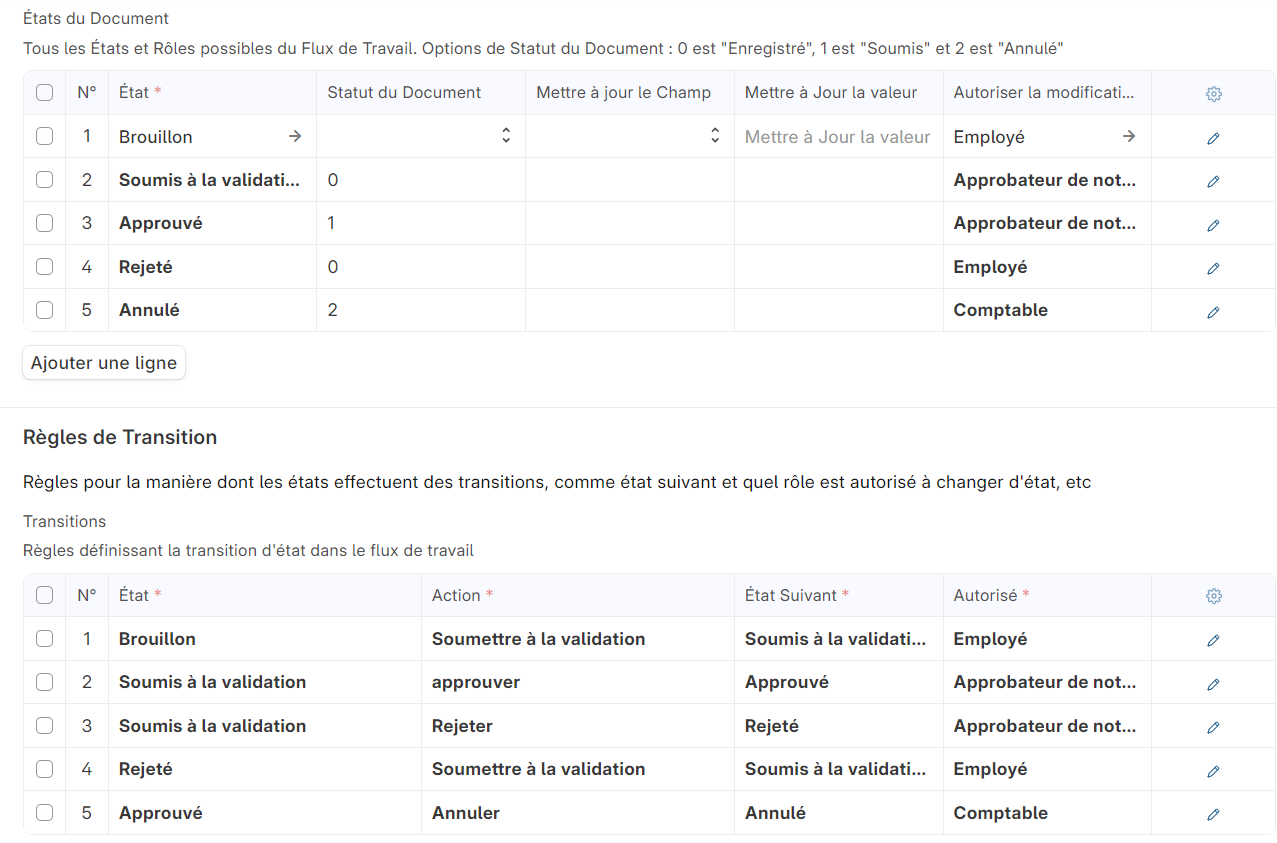 États du Document
Tous les États et Rôles possibles du Flux de Travail. Options de Statut du Document : 0 est "Enregistré", 1 est "Soumis" et 2 est "Annulé"
N° État * Statut du Document Mettre à jour le Champ Mettre à Jour la valeur Autoriser la modificati...
1 Brouillon → Mettre à Jour la valeur Employé →
2 Soumis à la validati... 0 Approbateur de not...
3 Approuvé 1 Approbateur de not...
4 Rejeté 0 Employé
5 Annulé 2 Comptable
Ajouter une ligne
Règles de Transition
Règles pour la manière dont les états effectuent des transitions, comme état suivant et quel rôle est autorisé à changer d'état, etc
Transitions
Règles définissant la transition d'état dans le flux de travail
N° État * Action * État Suivant * Autorisé *
1 Brouillon Soumettre à la validation Soumis à la validati... Employé
2 Soumis à la validation approuver Approuvé Approbateur de not...
3 Soumis à la validation Rejeter Rejeté Approbateur de not...
4 Rejeté Soumettre à la validation Soumis à la validati... Employé
5 Approuvé Annuler Annulé Comptable